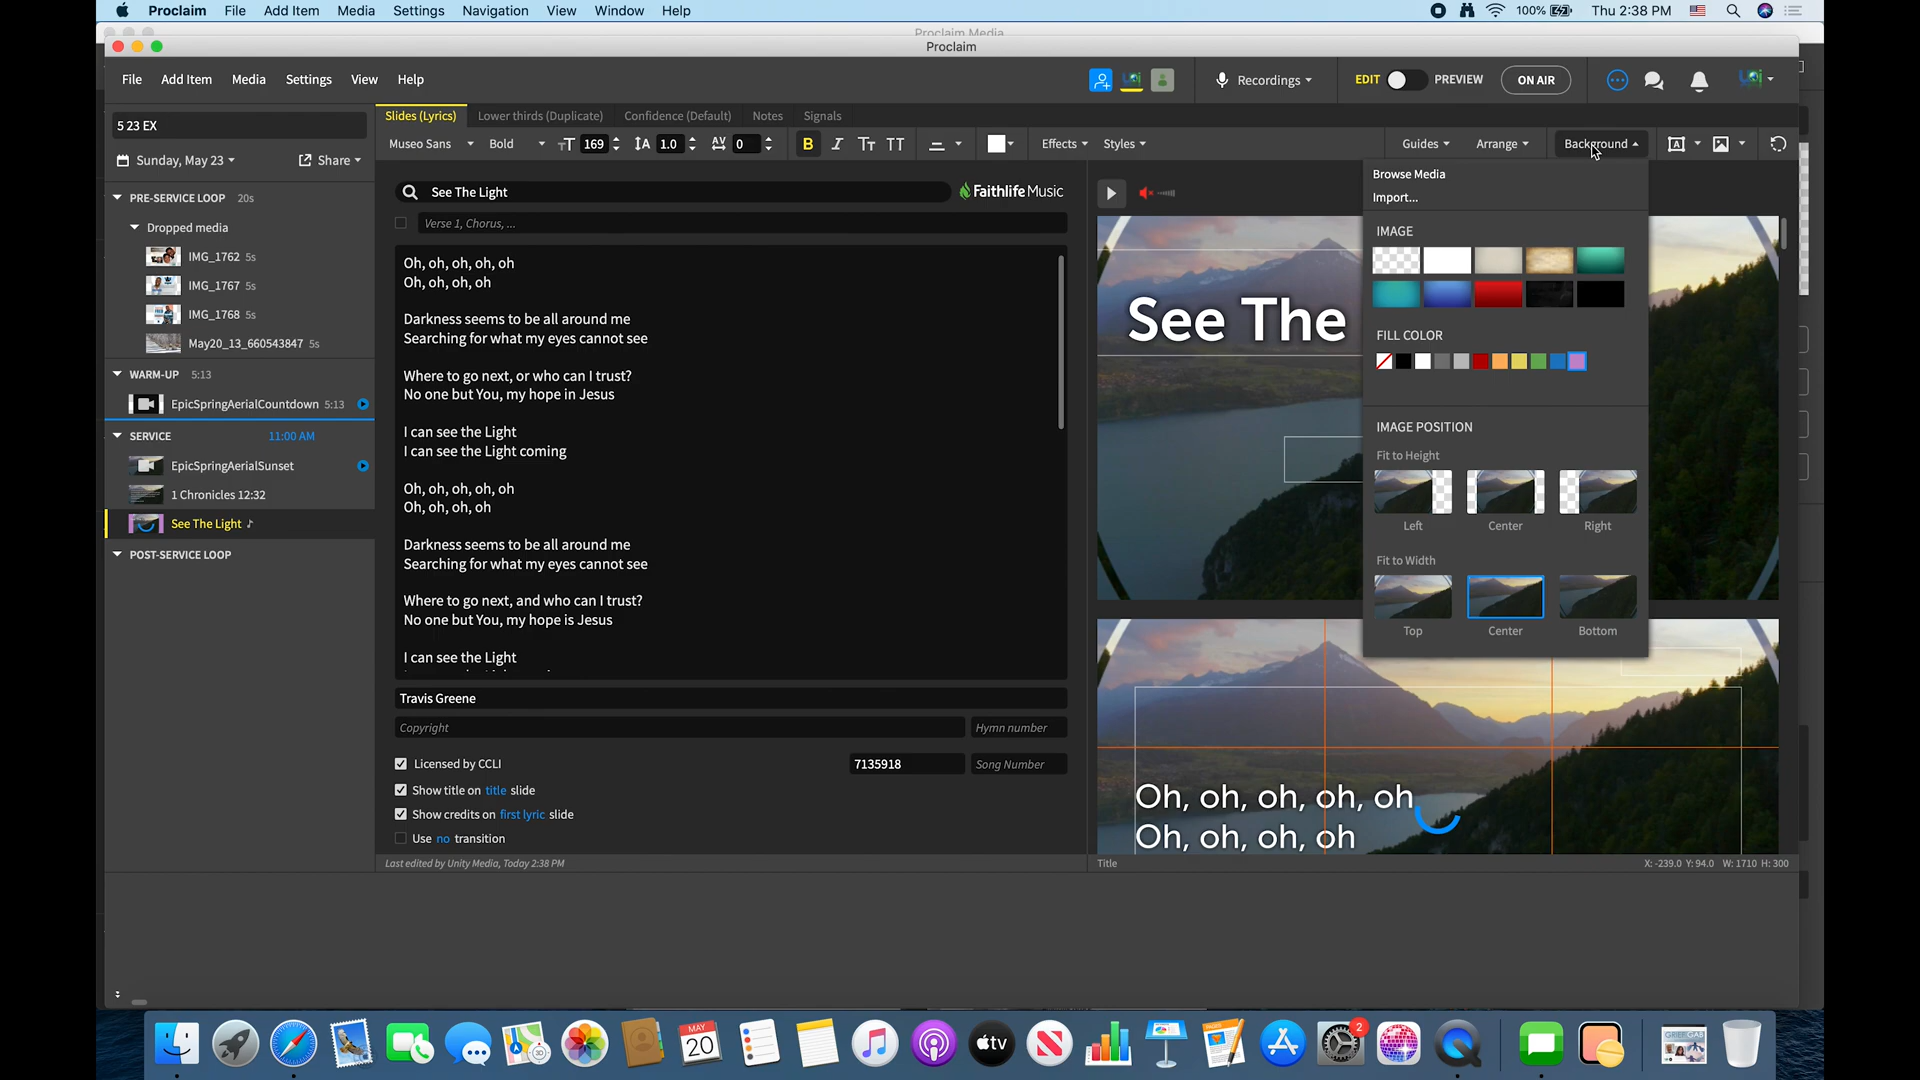 Proclaim File Add Item Media Settings Navigation View Window Help
100% Thu 2:38 PM
Proclaim Media
Proclaim
File Add Item Media Settings View Help
Recordings EDIT PREVIEW ON AIR
5 23 EX
Sunday, May 23 Share
PRE-SERVICE LOOP 20s
Dropped media
IMG_1762 5s
IMG_1767 5s
IMG_1768 5s
May20_13_660543847 5s
WARM-UP 5:13
EpicSpringAerialCountdown 5:13
SERVICE 11:00 AM
EpicSpringAerialSunset
1 Chronicles 12:32
See The Light
POST-SERVICE LOOP
Slides (Lyrics) Lower thirds (Duplicate) Confidence (Default) Notes Signals
Museo Sans Bold 169 1.0 0 B I Tт TT Effects Styles Guides Arrange Background
See The Light
Faithlife Music
Verse 1, Chorus, ...
Oh, oh, oh, oh, oh
Oh, oh, oh, oh
Darkness seems to be all around me
Searching for what my eyes cannot see
Where to go next, or who can I trust?
No one but You, my hope in Jesus
I can see the Light
I can see the Light coming
Oh, oh, oh, oh, oh
Oh, oh, oh, oh
Darkness seems to be all around me
Searching for what my eyes cannot see
Where to go next, and who can I trust?
No one but You, my hope is Jesus
I can see the Light
Travis Greene
Copyright Hymn number
Licensed by CCLI 7135918 Song Number
Show title on title slide
Show credits on first lyric slide
Use no transition
Last edited by Unity Media, Today 2:38 PM
See The
Oh, oh, oh, oh, oh
Oh, oh, oh, oh
Title X: -239.0 Y: 94.0 W: 1710 H: 300
Browse Media
Import...
IMAGE
FILL COLOR
IMAGE POSITION
Fit to Height
Left Center Right
Fit to Width
Top Center Bottom
MAY
20
tv
PAGES
2